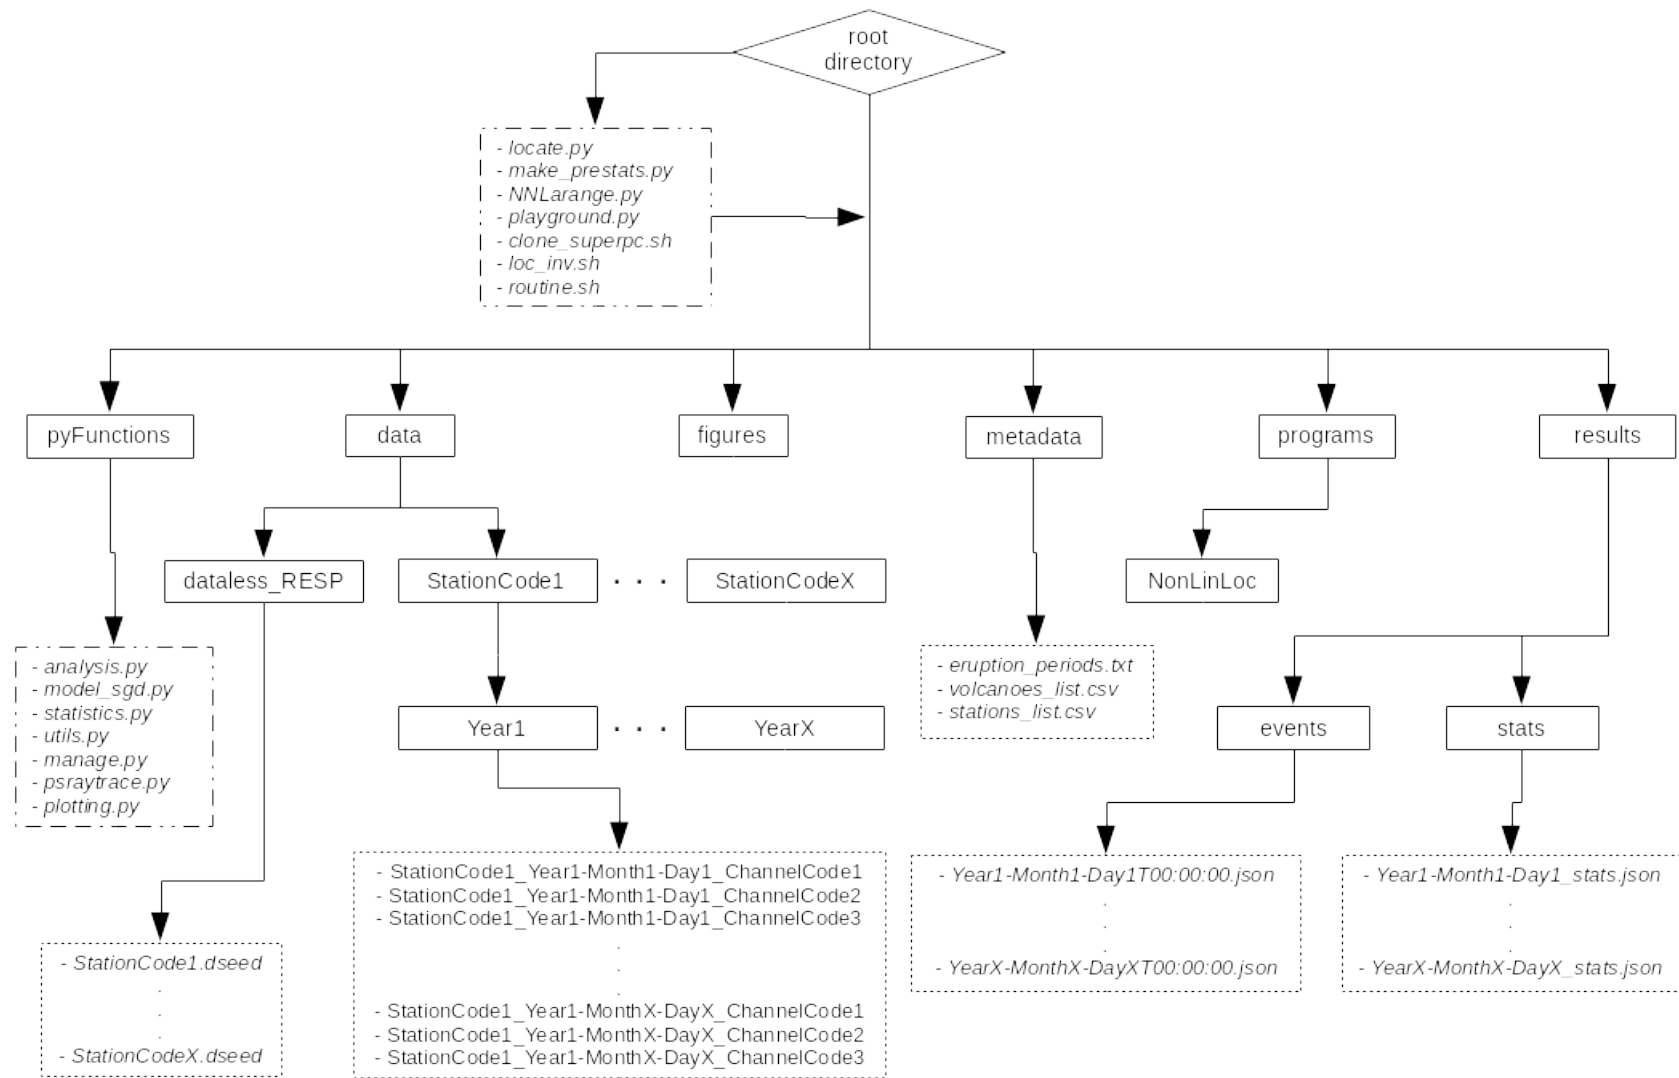 root
directory
- locate.py
- make_prestats.py
- NNLarange.py
- playground.py
- clone_superpc.sh
- loc_inv.sh
- routine.sh
pyFunctions
data
figures
metadata
programs
results
dataless_RESP
StationCode1
. . .
StationCodeX
NonLinLoc
- analysis.py
- model_sgd.py
- statistics.py
- utils.py
- manage.py
- psraytrace.py
- plotting.py
- eruption_periods.txt
- volcanoes_list.csv
- stations_list.csv
Year1
. . .
YearX
events
stats
- StationCode1_Year1-Month1-Day1_ChannelCode1
- StationCode1_Year1-Month1-Day1_ChannelCode2
- StationCode1_Year1-Month1-Day1_ChannelCode3
.
.
.
- StationCode1_Year1-MonthX-DayX_ChannelCode1
- StationCode1_Year1-MonthX-DayX_ChannelCode2
- StationCode1_Year1-MonthX-DayX_ChannelCode3
- Year1-Month1-Day1T00:00:00.json
.
.
.
- YearX-MonthX-DayXT00:00:00.json
- Year1-Month1-Day1_stats.json
.
.
.
- YearX-MonthX-DayX_stats.json
- StationCode1.dseed
.
.
.
- StationCodeX.dseed